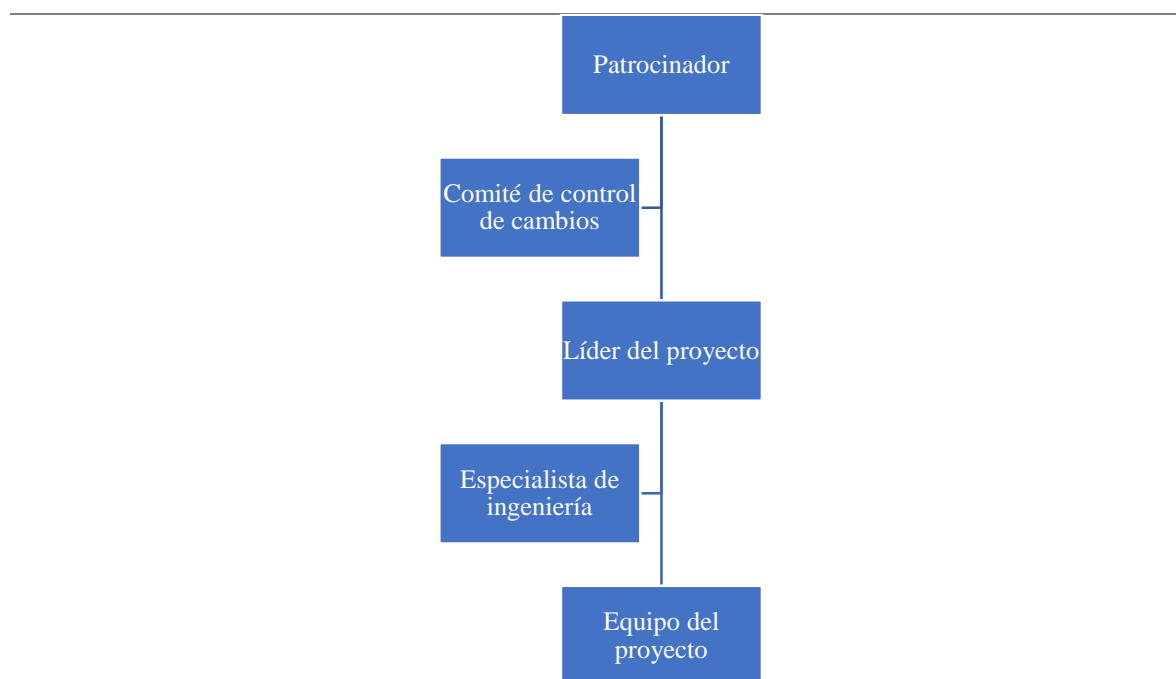 Patrocinador
Comité de control
de cambios
Líder del proyecto
Especialista de
ingeniería
Equipo del
proyecto